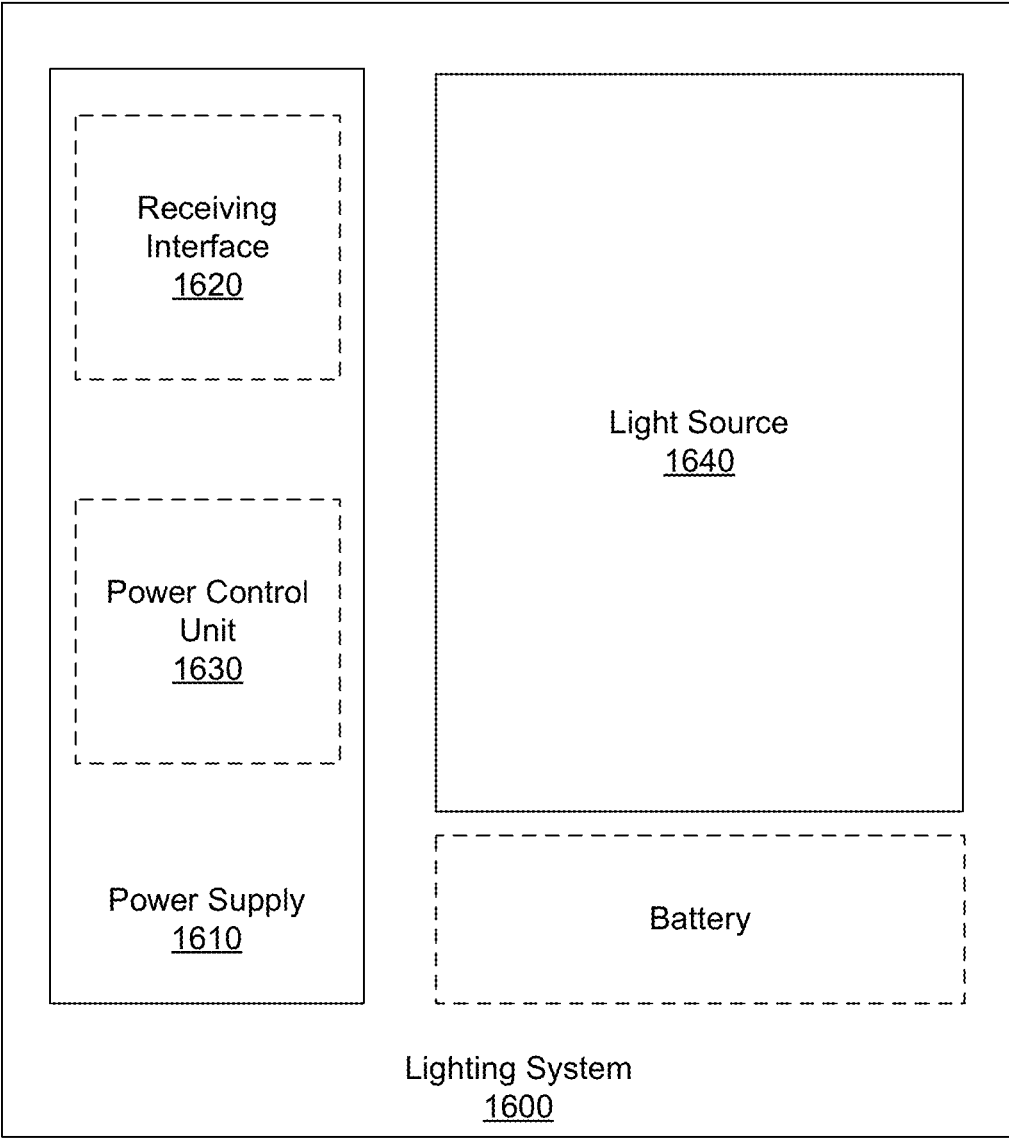 Receiving
Interface
1620
Power Control
Unit
1630
Power Supply
1610
Light Source
1640
Battery
Lighting System
1600